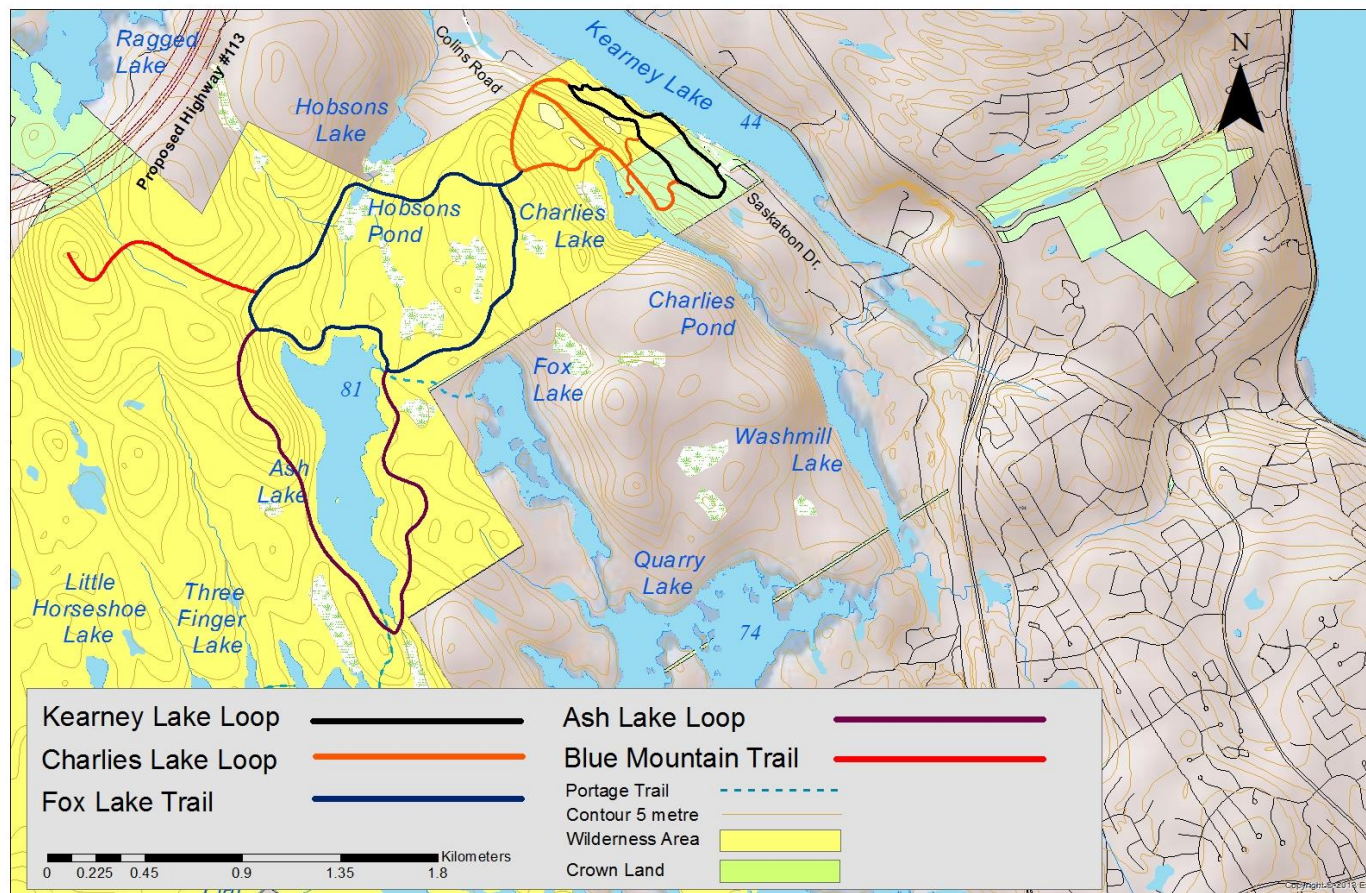 Ragged
Lake
Proposed Highway #113
Colins Road
Kearney Lake
44
N
Hobsons
Lake
Hobsons
Pond
Charlies
Lake
Saskatoon Dr.
Charlies
Pond
Fox
Lake
81
Washmill
Lake
Ash
Lake
Quarry
Lake
74
Little
Horseshoe
Lake
Three
Finger
Lake
Kearney Lake Loop
Charlies Lake Loop
Fox Lake Trail
Ash Lake Loop
Blue Mountain Trail
Portage Trail
Contour 5 metre
Wilderness Area
Crown Land
Kilometers
0 0.225 0.45 0.9 1.35 1.8